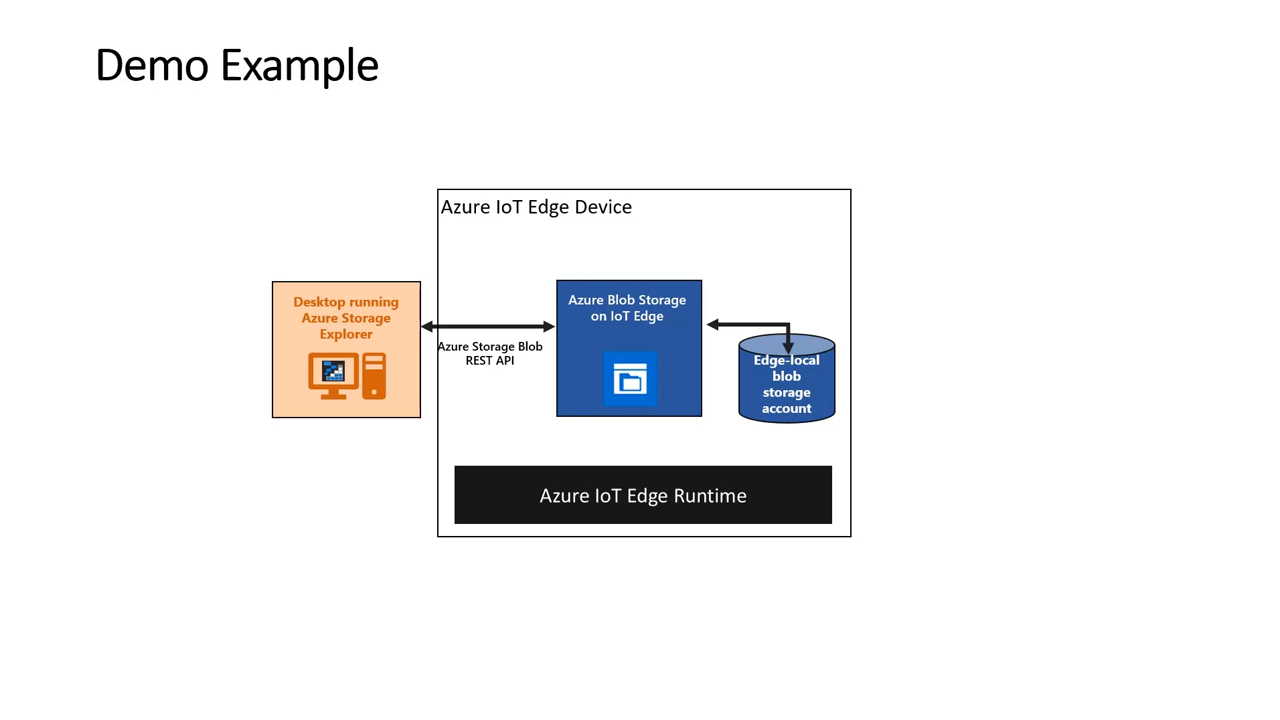 Demo Example
Azure IoT Edge Device
Desktop running
Azure Storage
Explorer
Azure Storage Blob
REST API
Azure Blob Storage
on IoT Edge
Edge-local
blob
storage
account
Azure IoT Edge Runtime